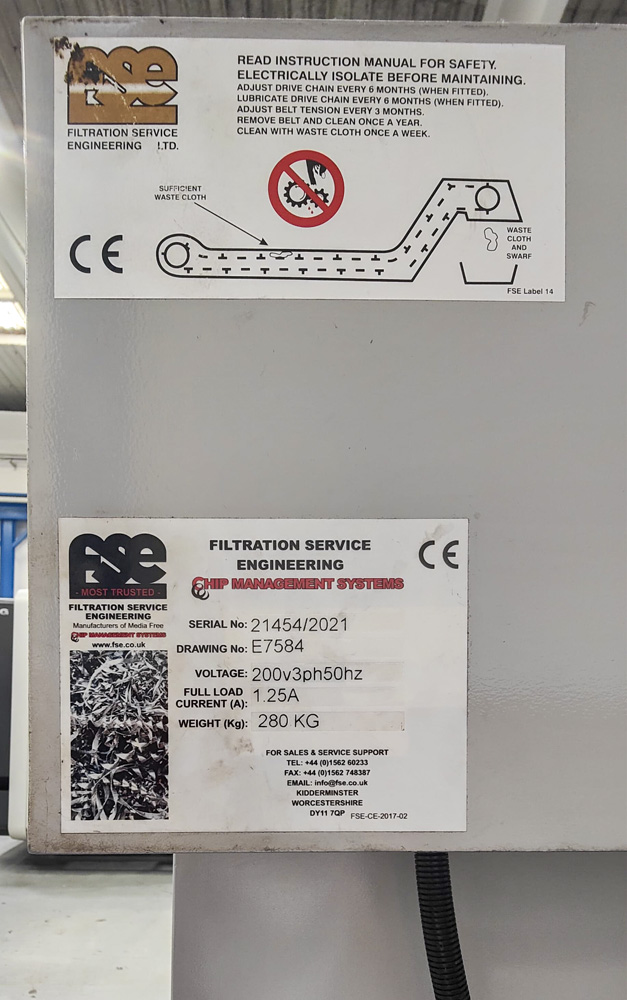 fse
READ INSTRUCTION MANUAL FOR SAFETY.
ELECTRICALLY ISOLATE BEFORE MAINTAINING.
ADJUST DRIVE CHAIN EVERY 6 MONTHS (WHEN FITTED).
LUBRICATE DRIVE CHAIN EVERY 6 MONTHS (WHEN FITTED).
ADJUST BELT TENSION EVERY 3 MONTHS.
REMOVE BELT AND CLEAN ONCE A YEAR.
CLEAN WITH WASTE CLOTH ONCE A WEEK.
FILTRATION SERVICE
ENGINEERING LTD.
SUFFICIENT
WASTE CLOTH
CE
WASTE
CLOTH
AND
SWARF
FSE Label 14
fse
- MOST TRUSTED -
FILTRATION SERVICE
ENGINEERING
Manufacturers of Media Free
CHIP MANAGEMENT SYSTEMS
www.fse.co.uk
FILTRATION SERVICE
ENGINEERING
CHIP MANAGEMENT SYSTEMS
CE
SERIAL No: 21454/2021
DRAWING No: E7584
VOLTAGE: 200v3ph50hz
FULL LOAD
CURRENT (A): 1.25A
WEIGHT (Kg): 280 KG
FOR SALES & SERVICE SUPPORT
TEL: +44 (0)1562 60233
FAX: +44 (0)1562 748387
EMAIL: info@fse.co.uk
KIDDERMINSTER
WORCESTERSHIRE
DY11 7QP
FSE-CE-2017-02